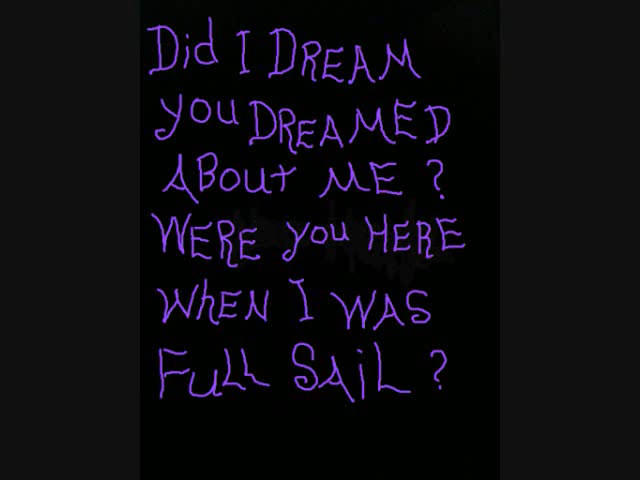 Did I DREAM
you DREAMED
ABOUT ME ?
WERE you HERE
WHEN I WAS
FULL SAiL ?